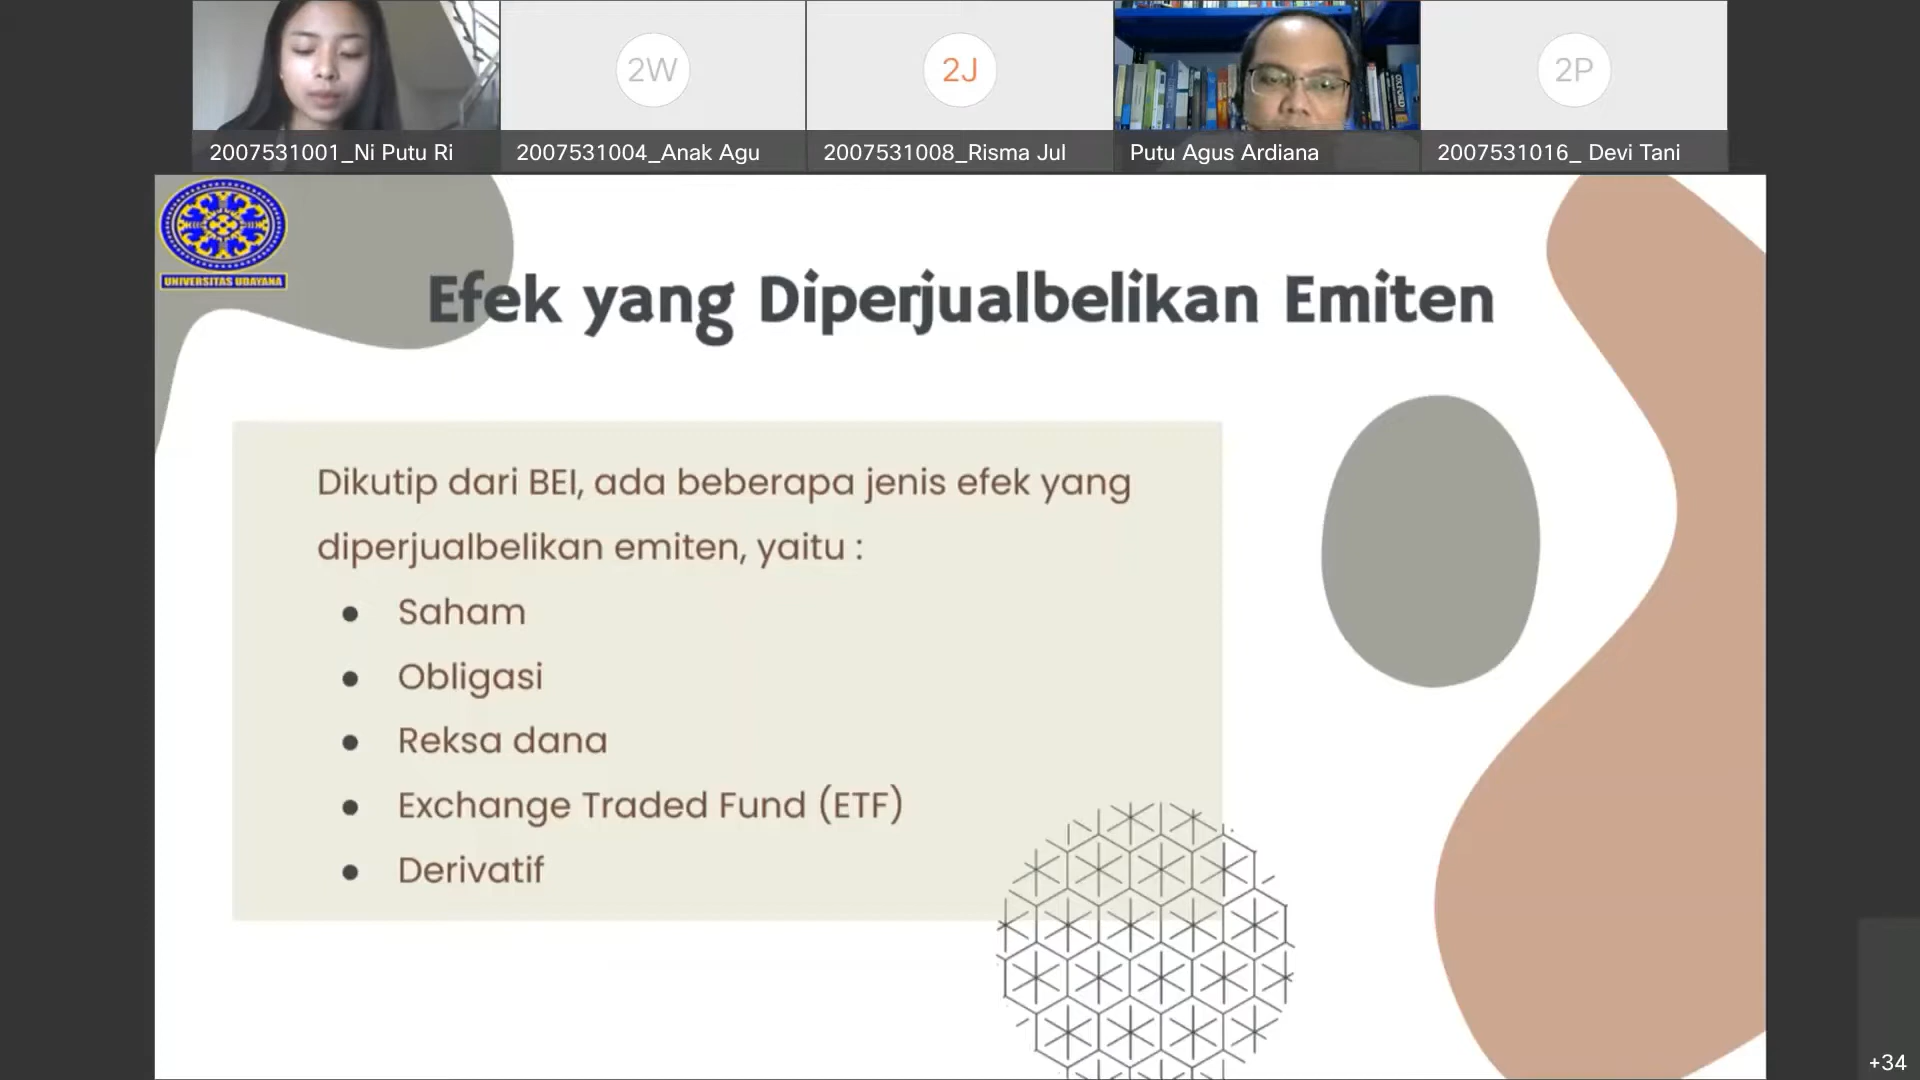 2W
2J
2P
2007531001_Ni Putu Ri
2007531004_Anak Agu
2007531008_Risma Jul
Putu Agus Ardiana
2007531016_ Devi Tani
OXFORD
UNIVERSITAS UDAYANA
Efek yang Diperjualbelikan Emiten
Dikutip dari BEI, ada beberapa jenis efek yang
diperjualbelikan emiten, yaitu :
● Saham
● Obligasi
● Reksa dana
● Exchange Traded Fund (ETF)
● Derivatif
+34